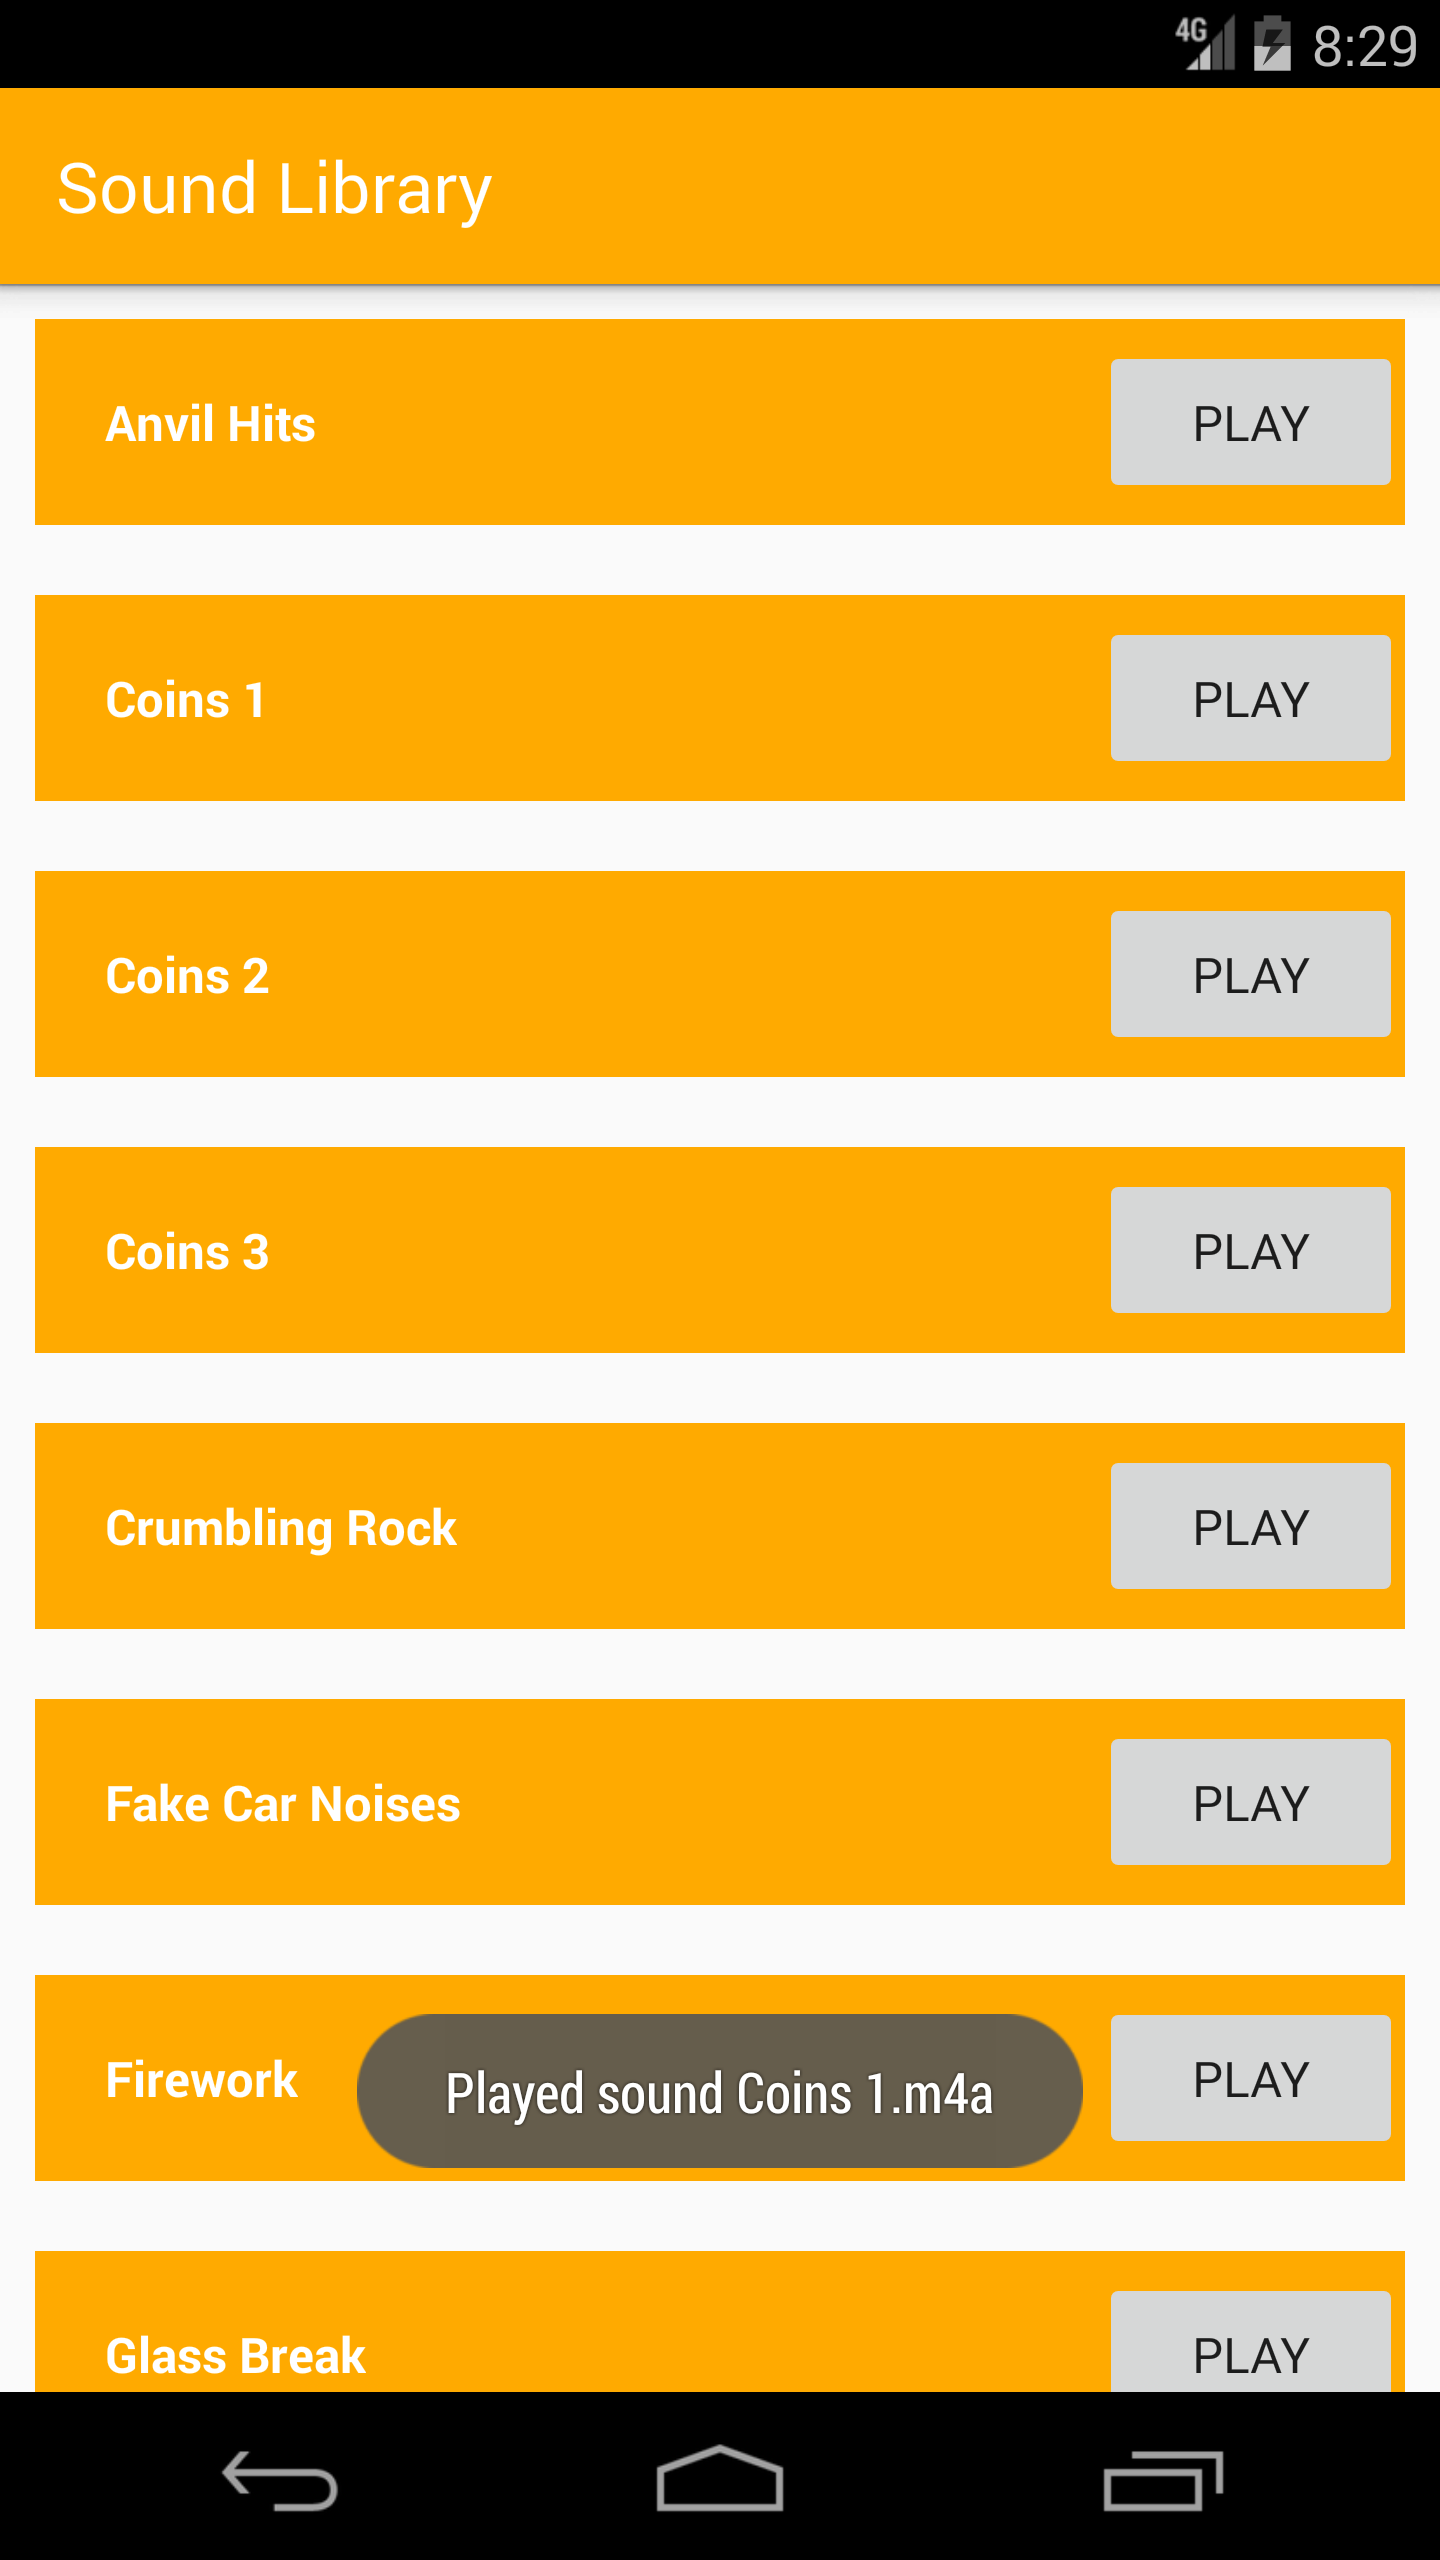 4G 8:29
Sound Library
Anvil Hits PLAY
Coins 1 PLAY
Coins 2 PLAY
Coins 3 PLAY
Crumbling Rock PLAY
Fake Car Noises PLAY
Firework PLAY
Played sound Coins 1.m4a
Glass Break PLAY